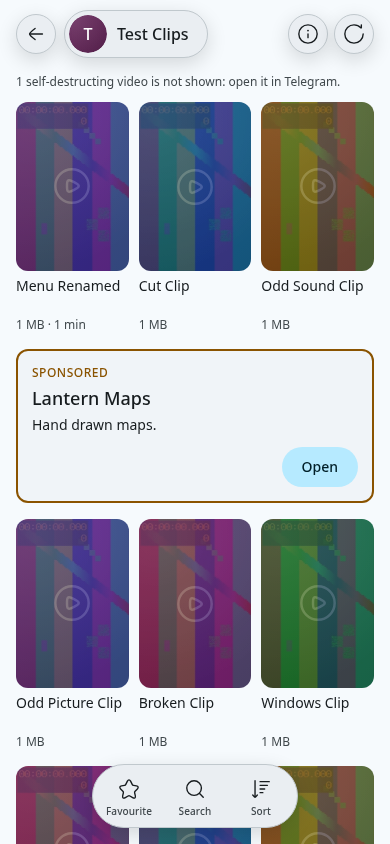 T
Test Clips
1 self-destructing video is not shown: open it in Telegram.
Menu Renamed
Cut Clip
Odd Sound Clip
1 MB · 1 min
1 MB
1 MB
SPONSORED
Lantern Maps
Hand drawn maps.
Open
Odd Picture Clip
Broken Clip
Windows Clip
1 MB
1 MB
1 MB
Favourite
Search
Sort